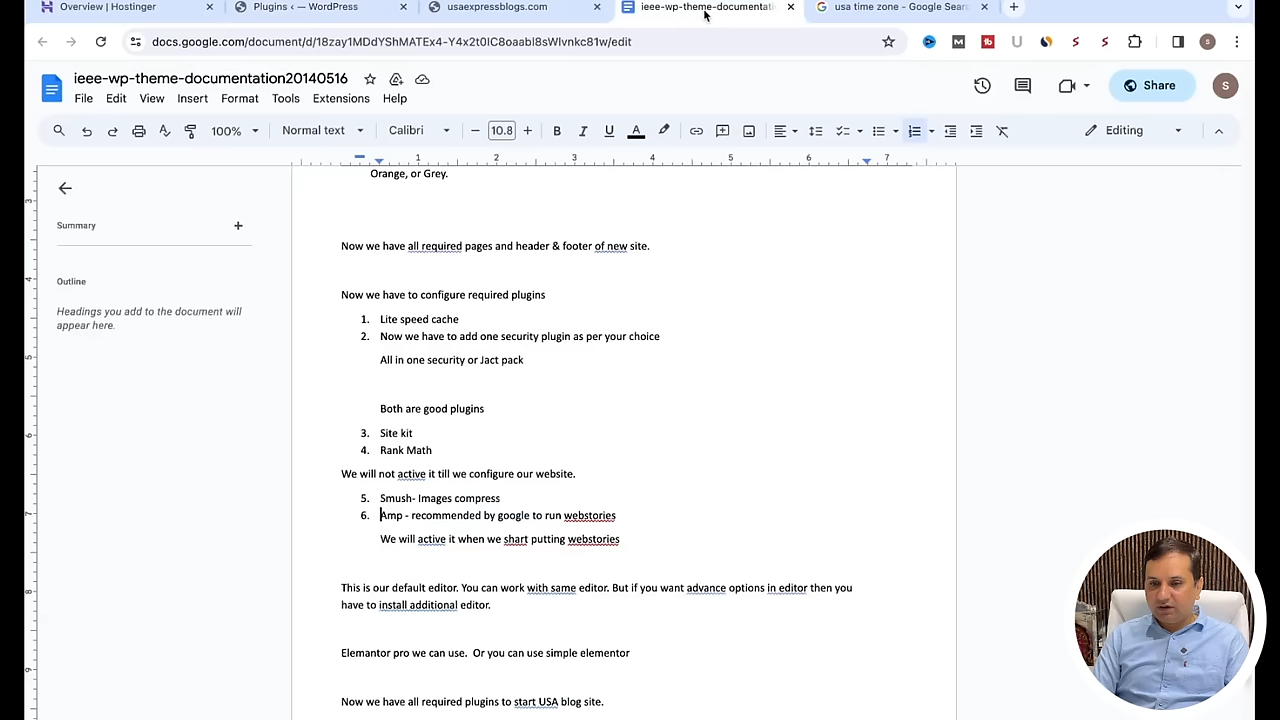 Overview | Hostinger
Plugins ‹ — WordPress
usaexpressblogs.com
ieee-wp-theme-documentati
usa time zone - Google Sear
docs.google.com/document/d/18zay1MDdYShMATEx4-Y4x2t0IC8oaabI8sWIvnkc81w/edit
ieee-wp-theme-documentation20140516
File Edit View Insert Format Tools Extensions Help
Share
S
100% Normal text Calibri 10.8 Editing
1 2 3 4 5 6 7
Orange, or Grey.
Summary
Now we have all required pages and header & footer of new site.
Outline
Headings you add to the document will
appear here.
Now we have to configure required plugins
1. Lite speed cache
2. Now we have to add one security plugin as per your choice
All in one security or Jact pack
Both are good plugins
3. Site kit
4. Rank Math
We will not active it till we configure our website.
5. Smush- Images compress
6. Amp - recommended by google to run webstories
We will active it when we shart putting webstories
This is our default editor. You can work with same editor. But if you want advance options in editor then you
have to install additional editor.
Elemantor pro we can use. Or you can use simple elementor
Now we have all required plugins to start USA blog site.